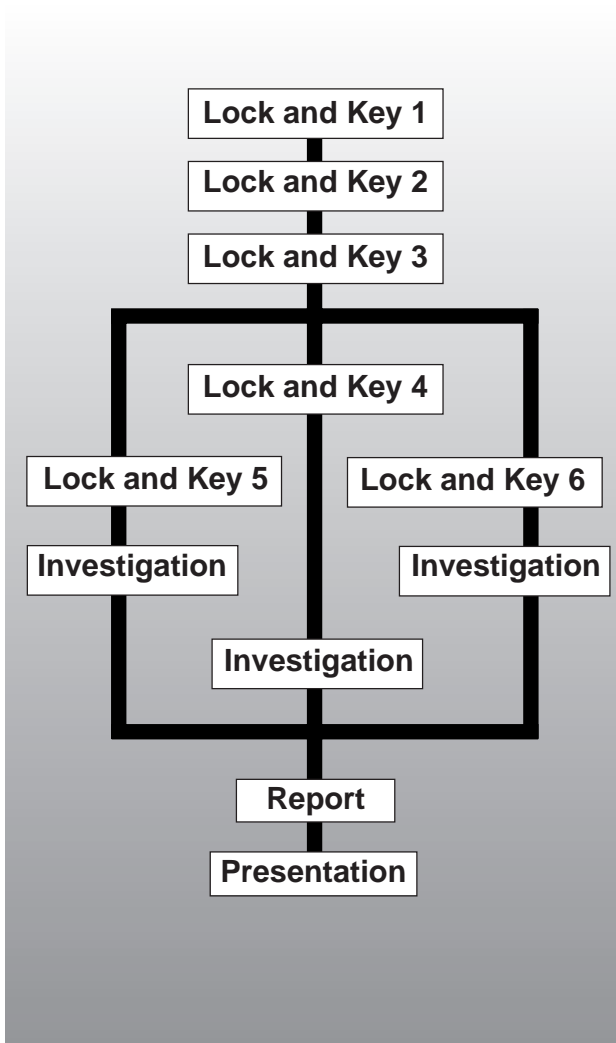 Lock and Key 1
Lock and Key 2
Lock and Key 3
Lock and Key 4
Lock and Key 5
Lock and Key 6
Investigation
Investigation
Investigation
Report
Presentation